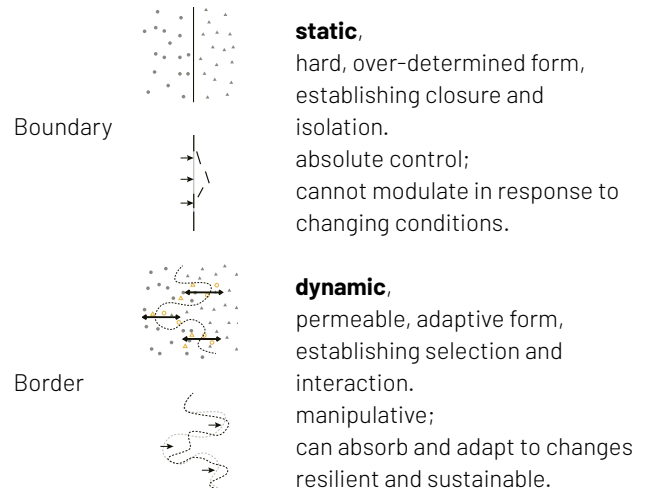 static,
hard, over-determined form,
establishing closure and
Boundary
isolation.
absolute control;
cannot modulate in response to
changing conditions.
dynamic,
permeable, adaptive form,
establishing selection and
Border
interaction.
manipulative;
can absorb and adapt to changes
resilient and sustainable.